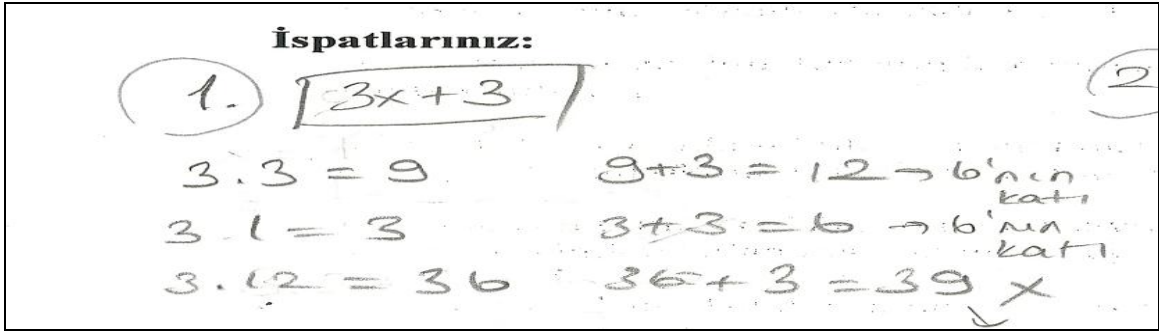 İspatlarınız:
1. 3x+3 2
3.3 = 9 9+3 = 12 → 6'nın katı
3.1 = 3 3+3 = 6 → 6'nın katı
3.12 = 36 36+3 = 39 x